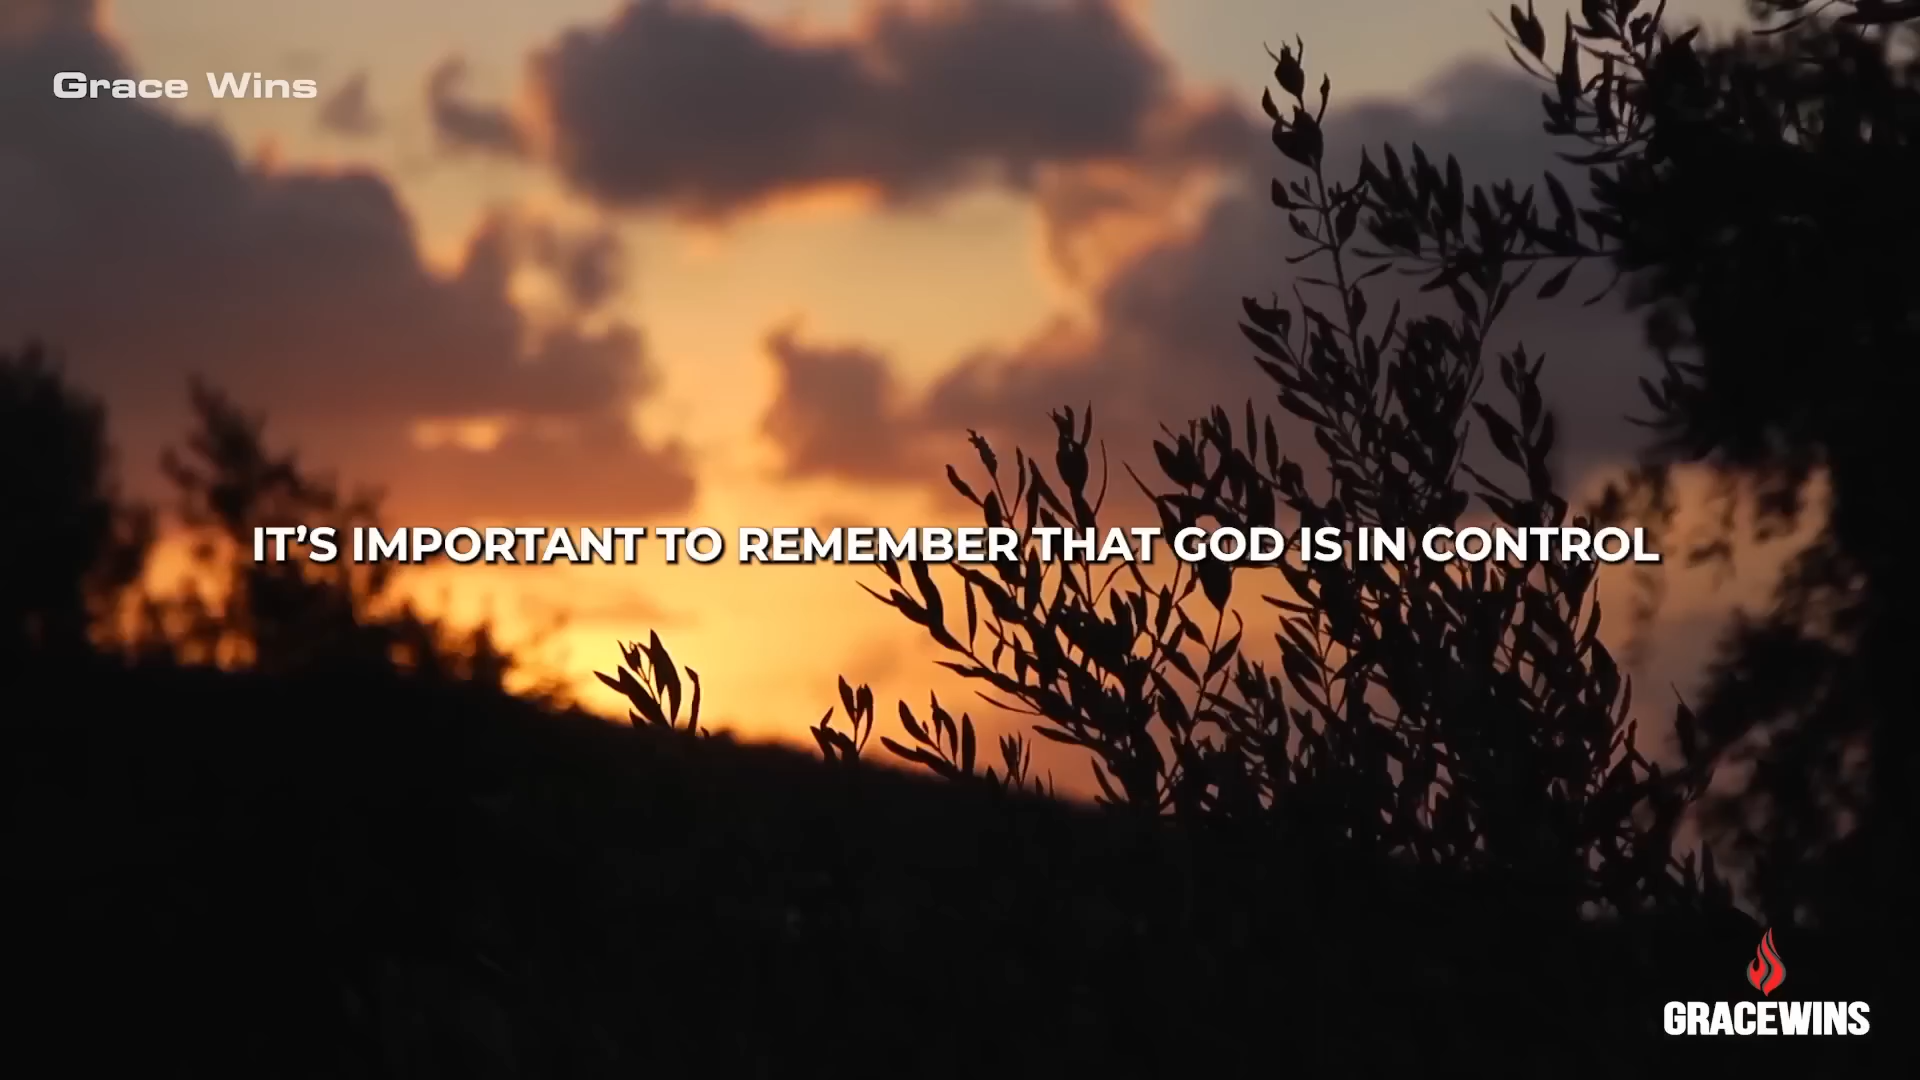 Grace Wins
IT’S IMPORTANT TO REMEMBER THAT GOD IS IN CONTROL
GRACEWINS